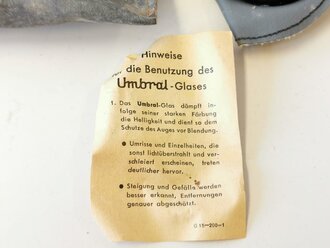 Hinweise
die Benutzung des
Umbral-Glases
1. Das Umbral-Glas dämpft in-
folge seiner starken Färbung
die Helligkeit und dient so dem
Schutze des Auges vor Blendung.
● Umrisse und Einzelheiten, die
sonst lichtüberstrahlt und ver-
schleiert erscheinen, treten
deutlicher hervor.
● Steigung und Gefälle werden
besser erkannt, Entfernungen
genauer abgeschätzt.
G 15—200—1